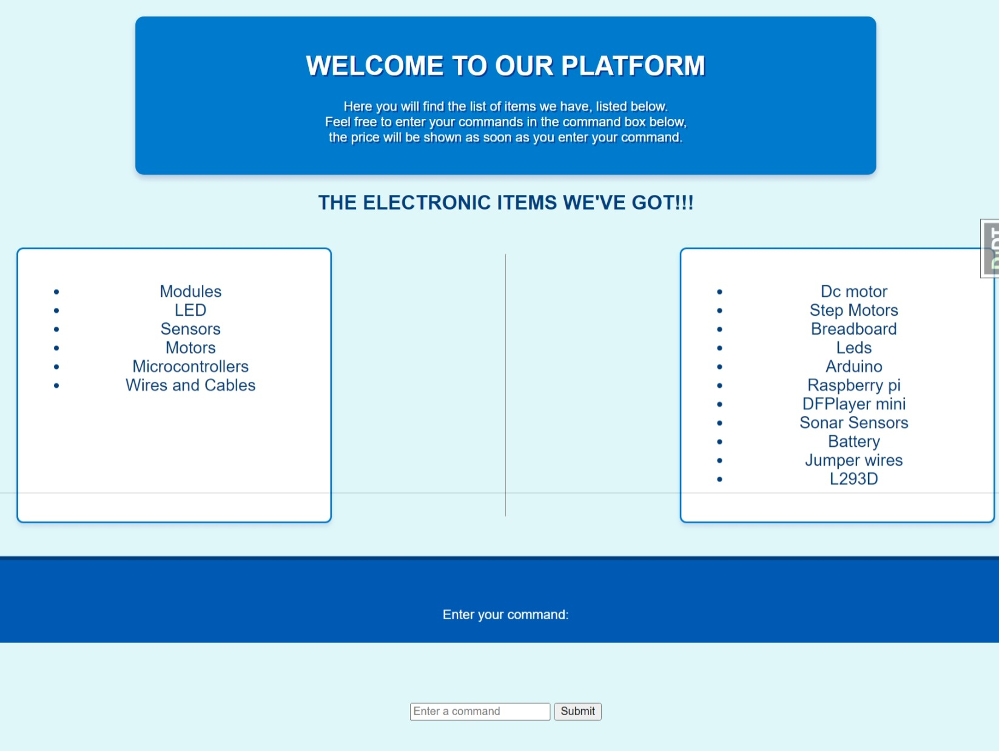 WELCOME TO OUR PLATFORM
Here you will find the list of items we have, listed below.
Feel free to enter your commands in the command box below,
the price will be shown as soon as you enter your command.
THE ELECTRONIC ITEMS WE'VE GOT!!!
Modules
LED
Sensors
Motors
Microcontrollers
Wires and Cables
Dc motor
Step Motors
Breadboard
Leds
Arduino
Raspberry pi
DFPlayer mini
Sonar Sensors
Battery
Jumper wires
L293D
Enter your command:
Enter a command
Submit